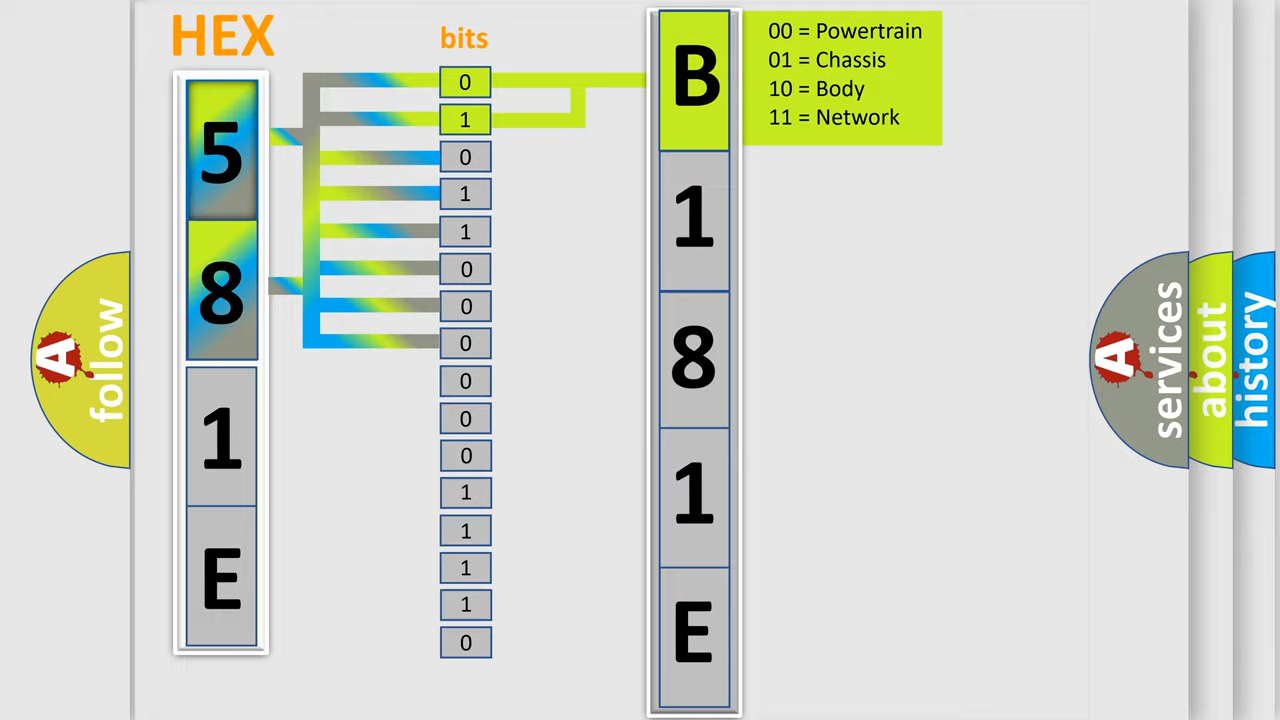 HEX
bits
5
8
1
E
0
1
0
1
1
0
0
0
0
0
0
1
1
1
1
0
B
1
8
1
E
00 = Powertrain
01 = Chassis
10 = Body
11 = Network
A
follow
A
services
about
history